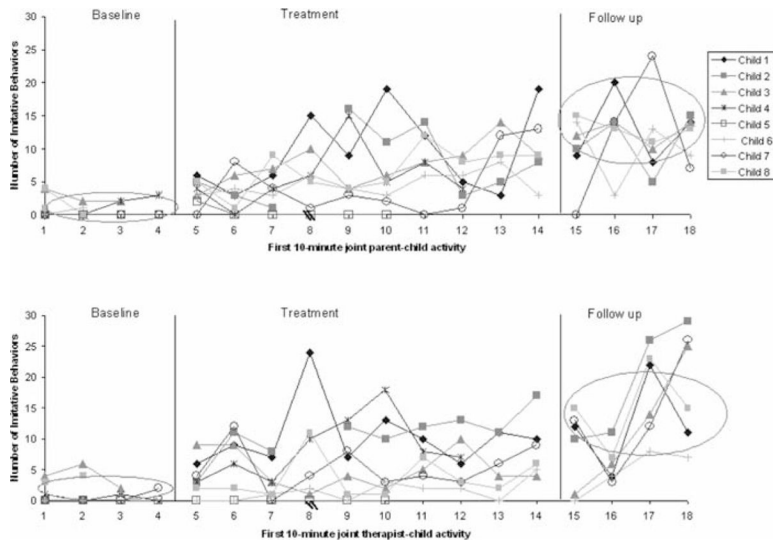 Baseline Treatment Follow up
Number of Imitative Behaviors
30
25
20
15
10
5
0
1 2 3 4 5 6 7 8 9 10 11 12 13 14 15 16 17 18
First 10-minute joint parent-child activity
Child 1
Child 2
Child 3
Child 4
Child 5
Child 6
Child 7
Child 8
Baseline Treatment Follow up
Number of Imitative Behaviors
30
25
20
15
10
5
0
1 2 3 4 5 6 7 8 9 10 11 12 13 14 15 16 17 18
First 10-minute joint therapist-child activity